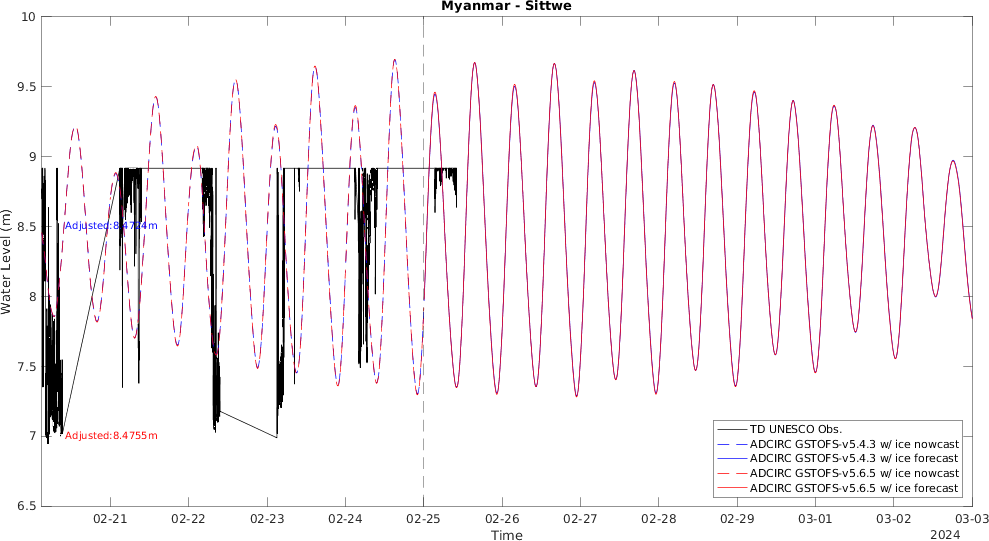 Myanmar - Sittwe
Water Level (m)
10
9.5
9
8.5
8
7.5
7
6.5
Adjusted:8.4724m
Adjusted:8.4755m
TD UNESCO Obs.
ADCIRC GSTOFS-v5.4.3 w/ ice nowcast
ADCIRC GSTOFS-v5.4.3 w/ ice forecast
ADCIRC GSTOFS-v5.6.5 w/ ice nowcast
ADCIRC GSTOFS-v5.6.5 w/ ice forecast
02-21 02-22 02-23 02-24 02-25 02-26 02-27 02-28 02-29 03-01 03-02 03-03
Time
2024